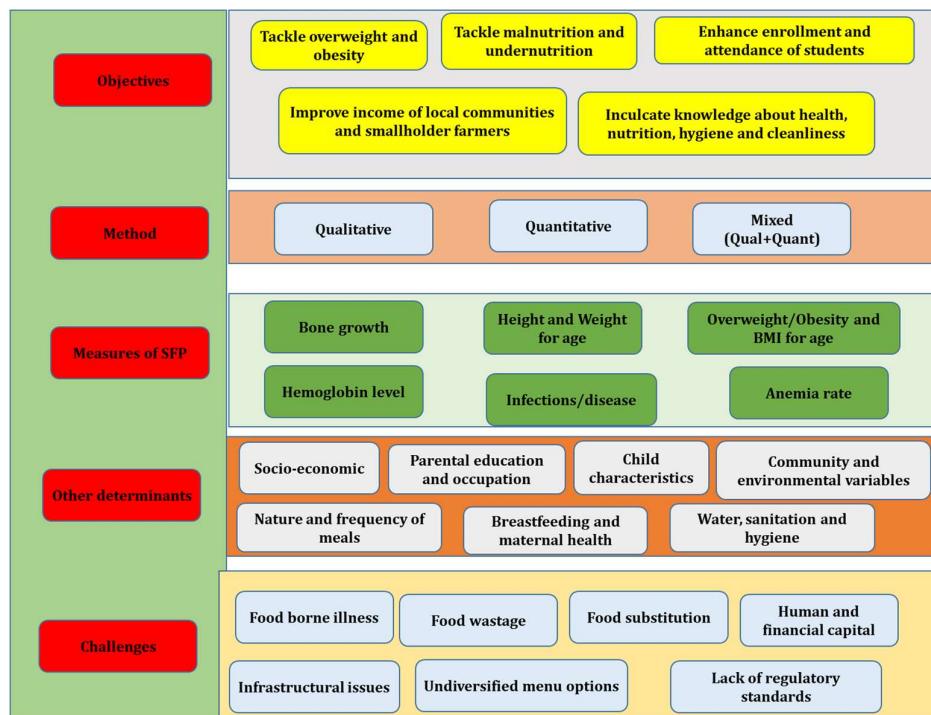 Objectives
Tackle overweight and
obesity
Tackle malnutrition and
undernutrition
Enhance enrollment and
attendance of students
Improve income of local communities
and smallholder farmers
Inculcate knowledge about health,
nutrition, hygiene and cleanliness
Method
Qualitative
Quantitative
Mixed
(Qual+Quant)
Measures of SFP
Bone growth
Height and Weight
for age
Overweight/Obesity and
BMI for age
Hemoglobin level
Infections/disease
Anemia rate
Other determinants
Socio-economic
Parental education
and occupation
Child
characteristics
Community and
environmental variables
Nature and frequency of
meals
Breastfeeding and
maternal health
Water, sanitation and
hygiene
Challenges
Food borne illness
Food wastage
Food substitution
Human and
financial capital
Infrastructural issues
Undiversified menu options
Lack of regulatory
standards